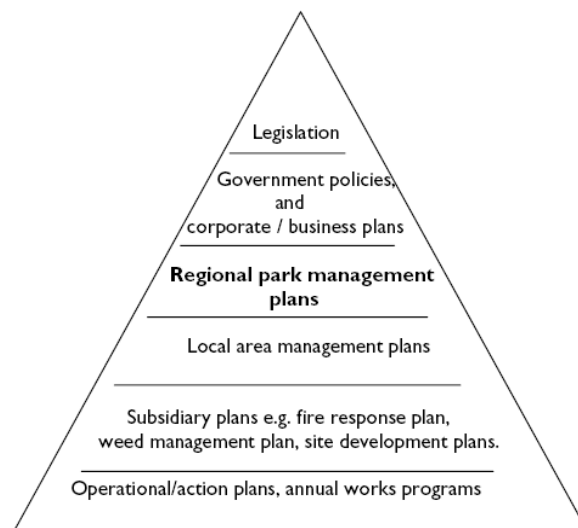 Legislation
Government policies,
and
corporate / business plans
Regional park management
plans
Local area management plans
Subsidiary plans e.g. fire response plan,
weed management plan, site development plans.
Operational/action plans, annual works programs